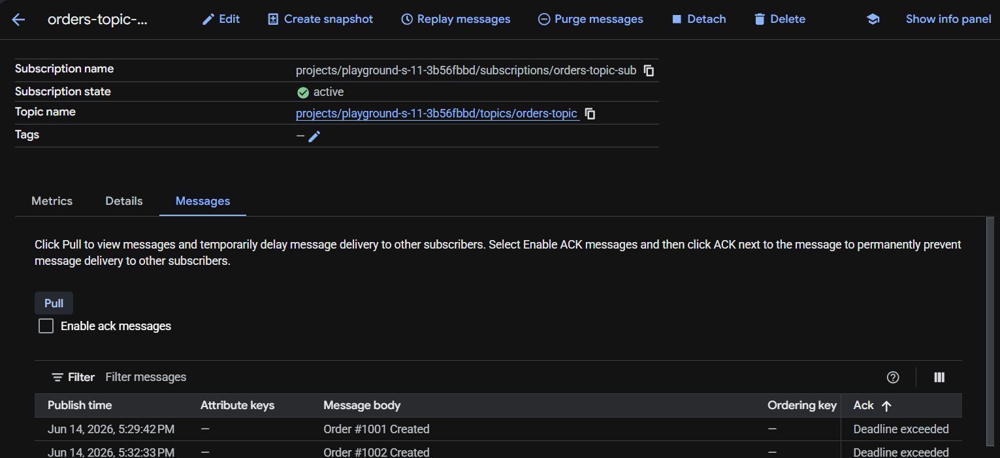 orders-topic-... Edit Create snapshot Replay messages Purge messages Detach Delete Show info panel
Subscription name projects/playground-s-11-3b56fbbd/subscriptions/orders-topic-sub
Subscription state active
Topic name projects/playground-s-11-3b56fbbd/topics/orders-topic
Tags —
Metrics Details Messages
Click Pull to view messages and temporarily delay message delivery to other subscribers. Select Enable ACK messages and then click ACK next to the message to permanently prevent
message delivery to other subscribers.
Pull
Enable ack messages
Filter Filter messages
Publish time Attribute keys Message body Ordering key Ack
Jun 14, 2026, 5:29:42 PM — Order #1001 Created — Deadline exceeded
Jun 14, 2026, 5:32:33 PM — Order #1002 Created — Deadline exceeded